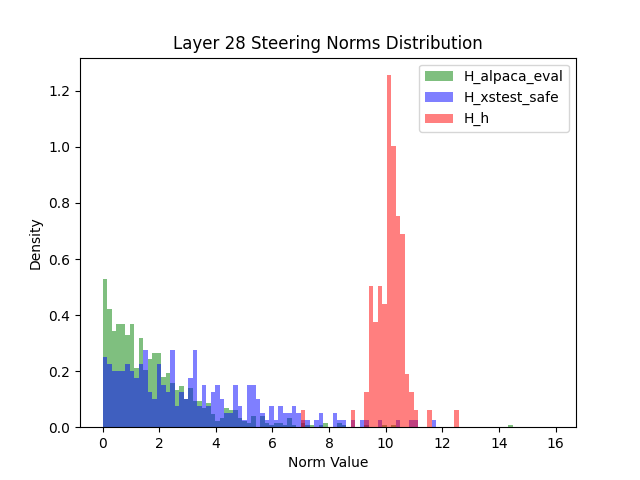 Layer 28 Steering Norms Distribution
H_alpaca_eval
H_xstest_safe
H_h
Density
1.2
1.0
0.8
0.6
0.4
0.2
0.0
0 2 4 6 8 10 12 14 16
Norm Value